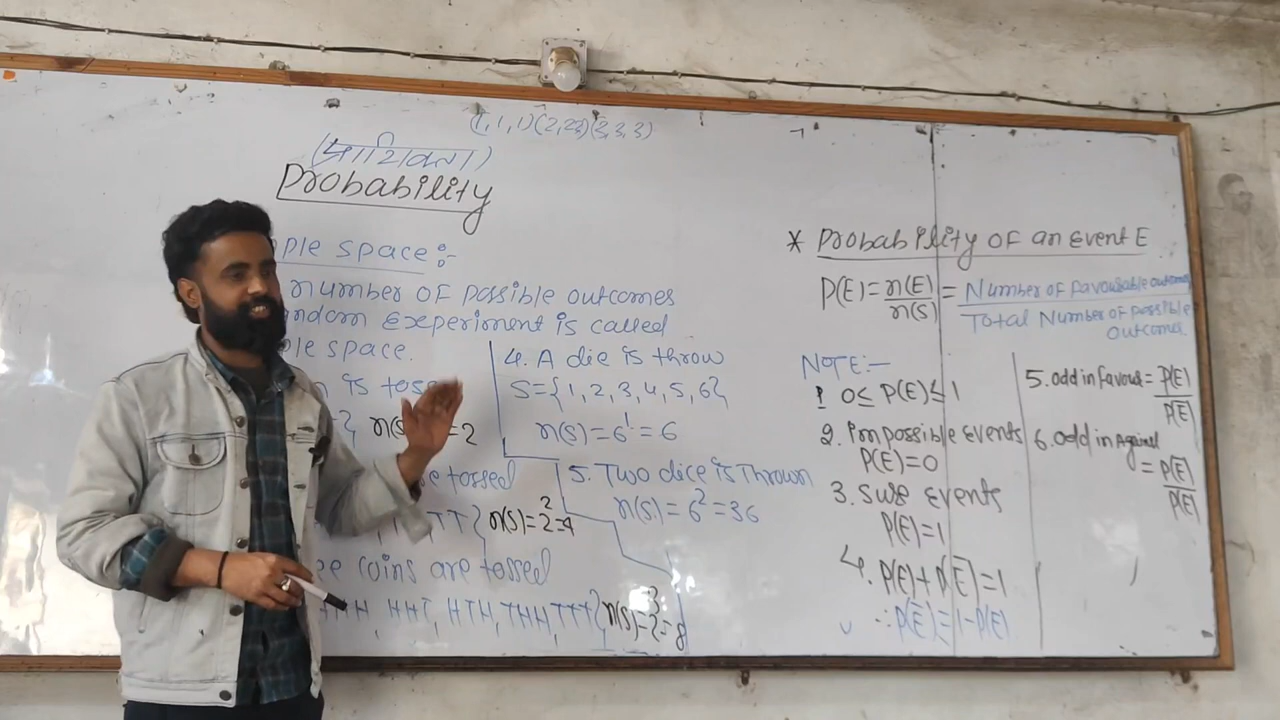 (1,1,1)(2,2,2)(3,3,3)
(प्रायिकता)
Probability
ple space:-
number of possible outcomes
andom experiment is called
ple space.
is toss
n(S) =2
be tossed
TT} n(S)=2²=4
ee coins are tossed
HHH, HHT, HTH, THH, TTT} n(S)=2³=8
4. A die is throw
S={1, 2, 3, 4, 5, 6}
n(S)=6¹=6
5. Two dice is Thrown
n(S)=6²=36
* Probability of an Event E
P(E)=n(E)/n(S)=Number of favourable outcomes/Total Number of possible outcomes
NOTE:-
1. 0≤ P(E)≤1
2. Impossible Events
P(E)=0
3. Sure Events
P(E)=1
4. P(E)+P(E̅)=1
∴P(E̅)=1-P(E)
5. odd in favour=P(E)/P(E̅)
6. odd in Against
=P(E̅)/P(E)